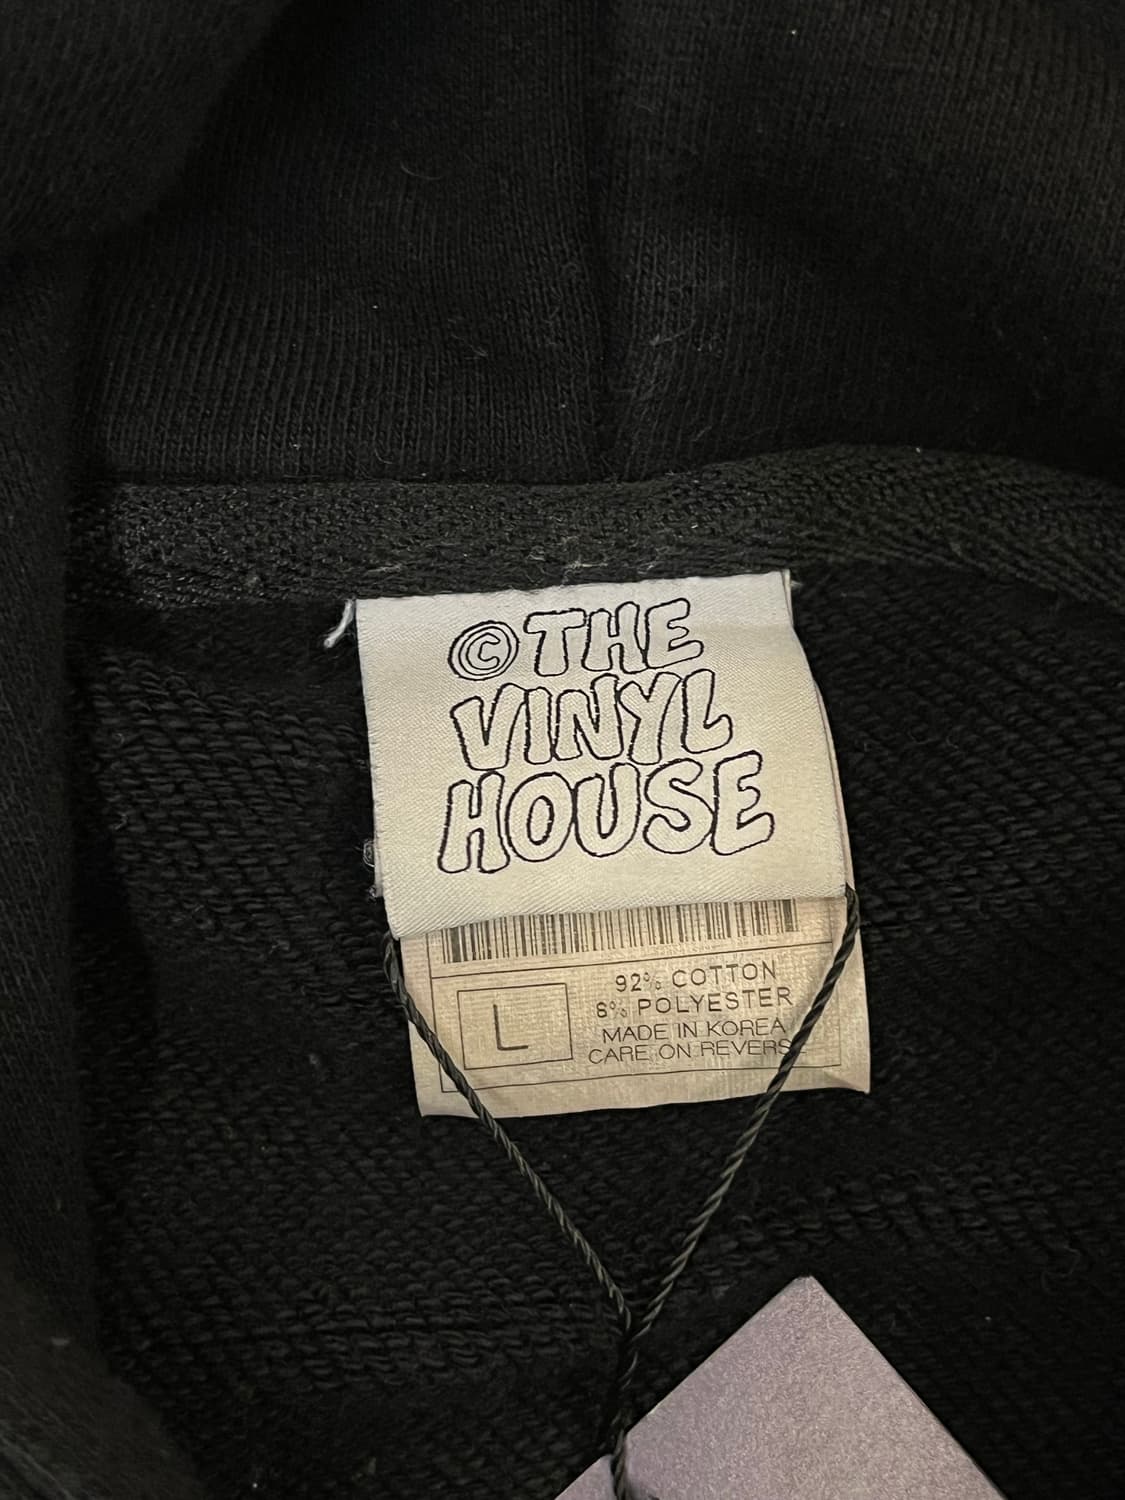 © THE
VINYL
HOUSE
L
92% COTTON
8% POLYESTER
MADE IN KOREA
CARE ON REVERSE